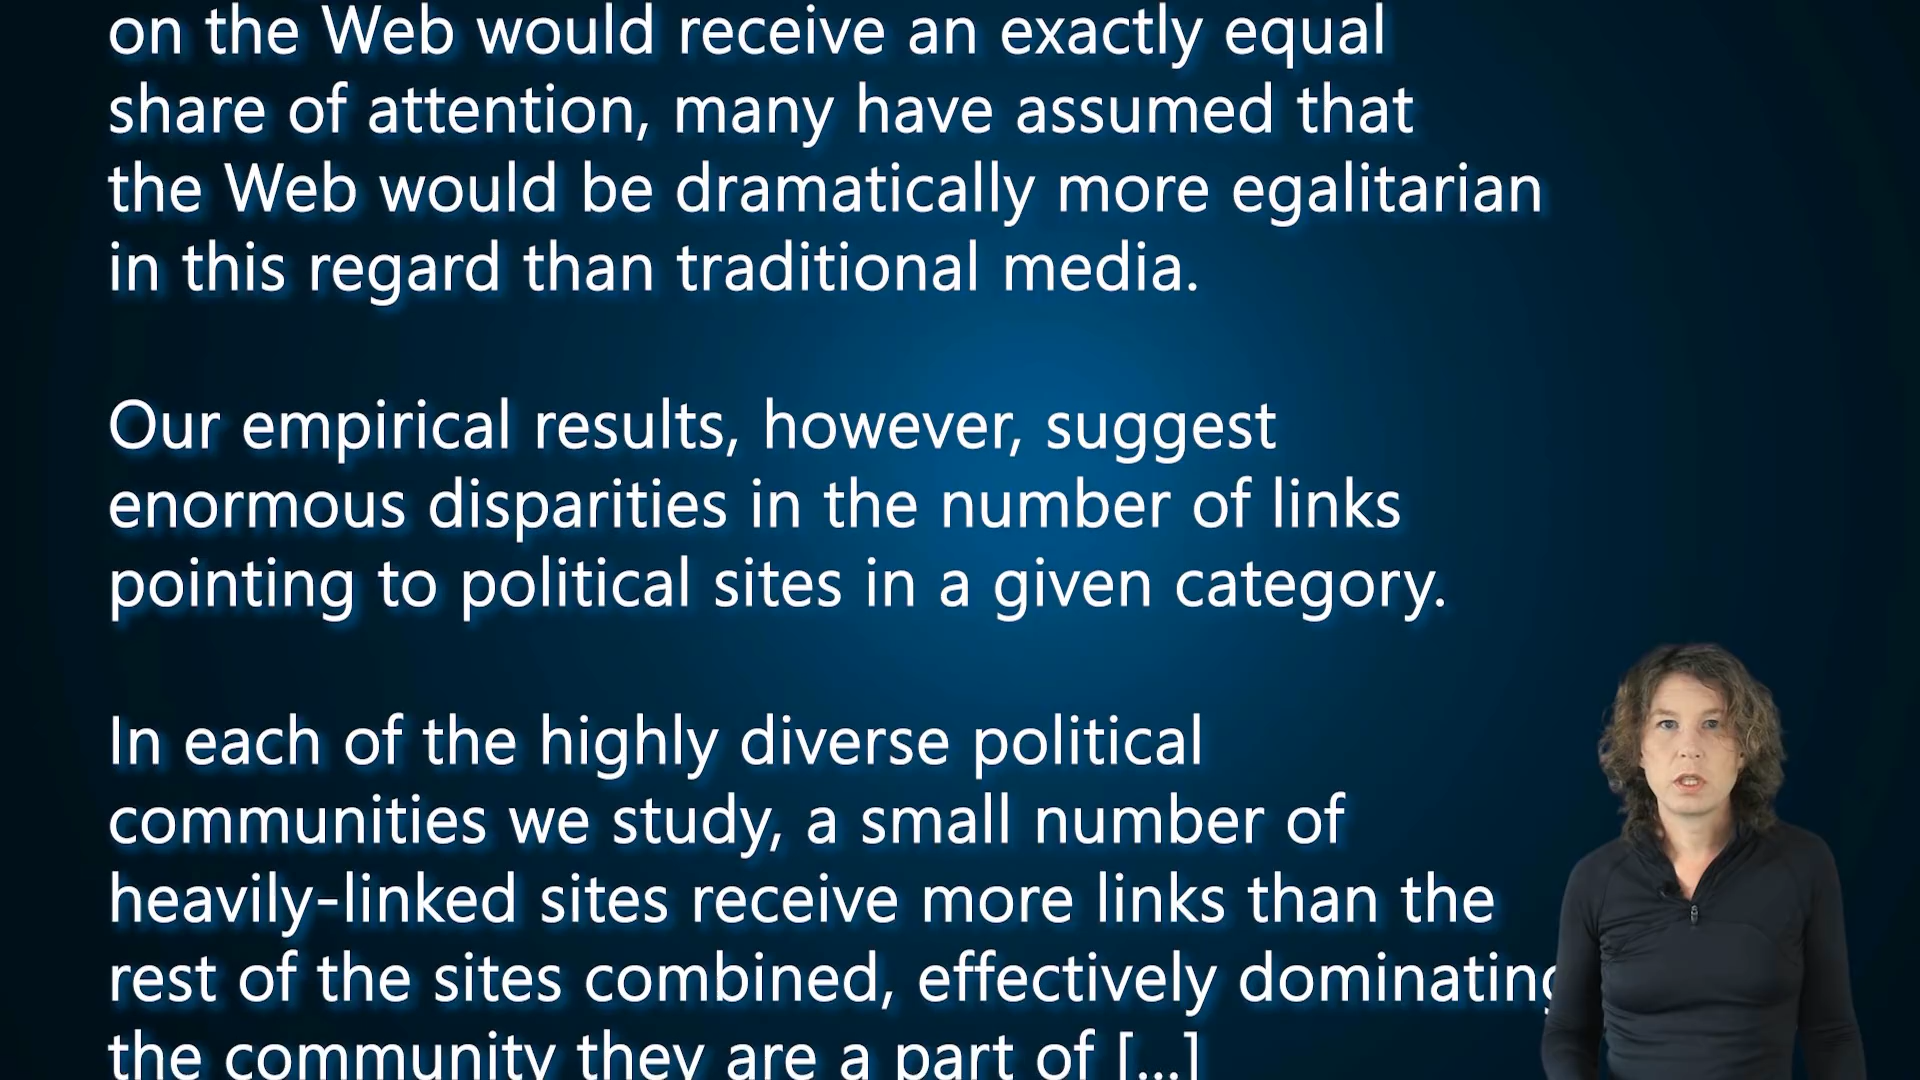 on the Web would receive an exactly equal
share of attention, many have assumed that
the Web would be dramatically more egalitarian
in this regard than traditional media.
Our empirical results, however, suggest
enormous disparities in the number of links
pointing to political sites in a given category.
In each of the highly diverse political
communities we study, a small number of
heavily-linked sites receive more links than the
rest of the sites combined, effectively dominating
the community they are a part of [...]